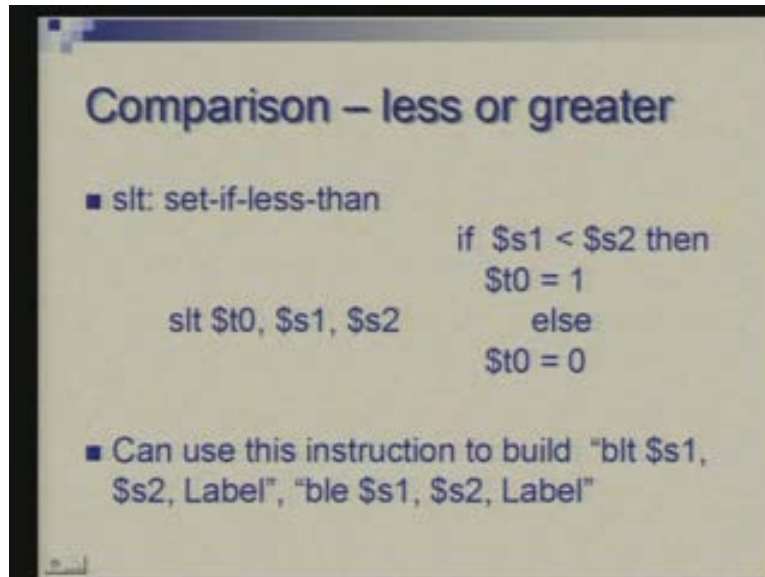 Comparison – less or greater
■ slt: set-if-less-than
if $s1 < $s2 then
$t0 = 1
slt $t0, $s1, $s2
else
$t0 = 0
■ Can use this instruction to build “blt $s1,
$s2, Label”, “ble $s1, $s2, Label”